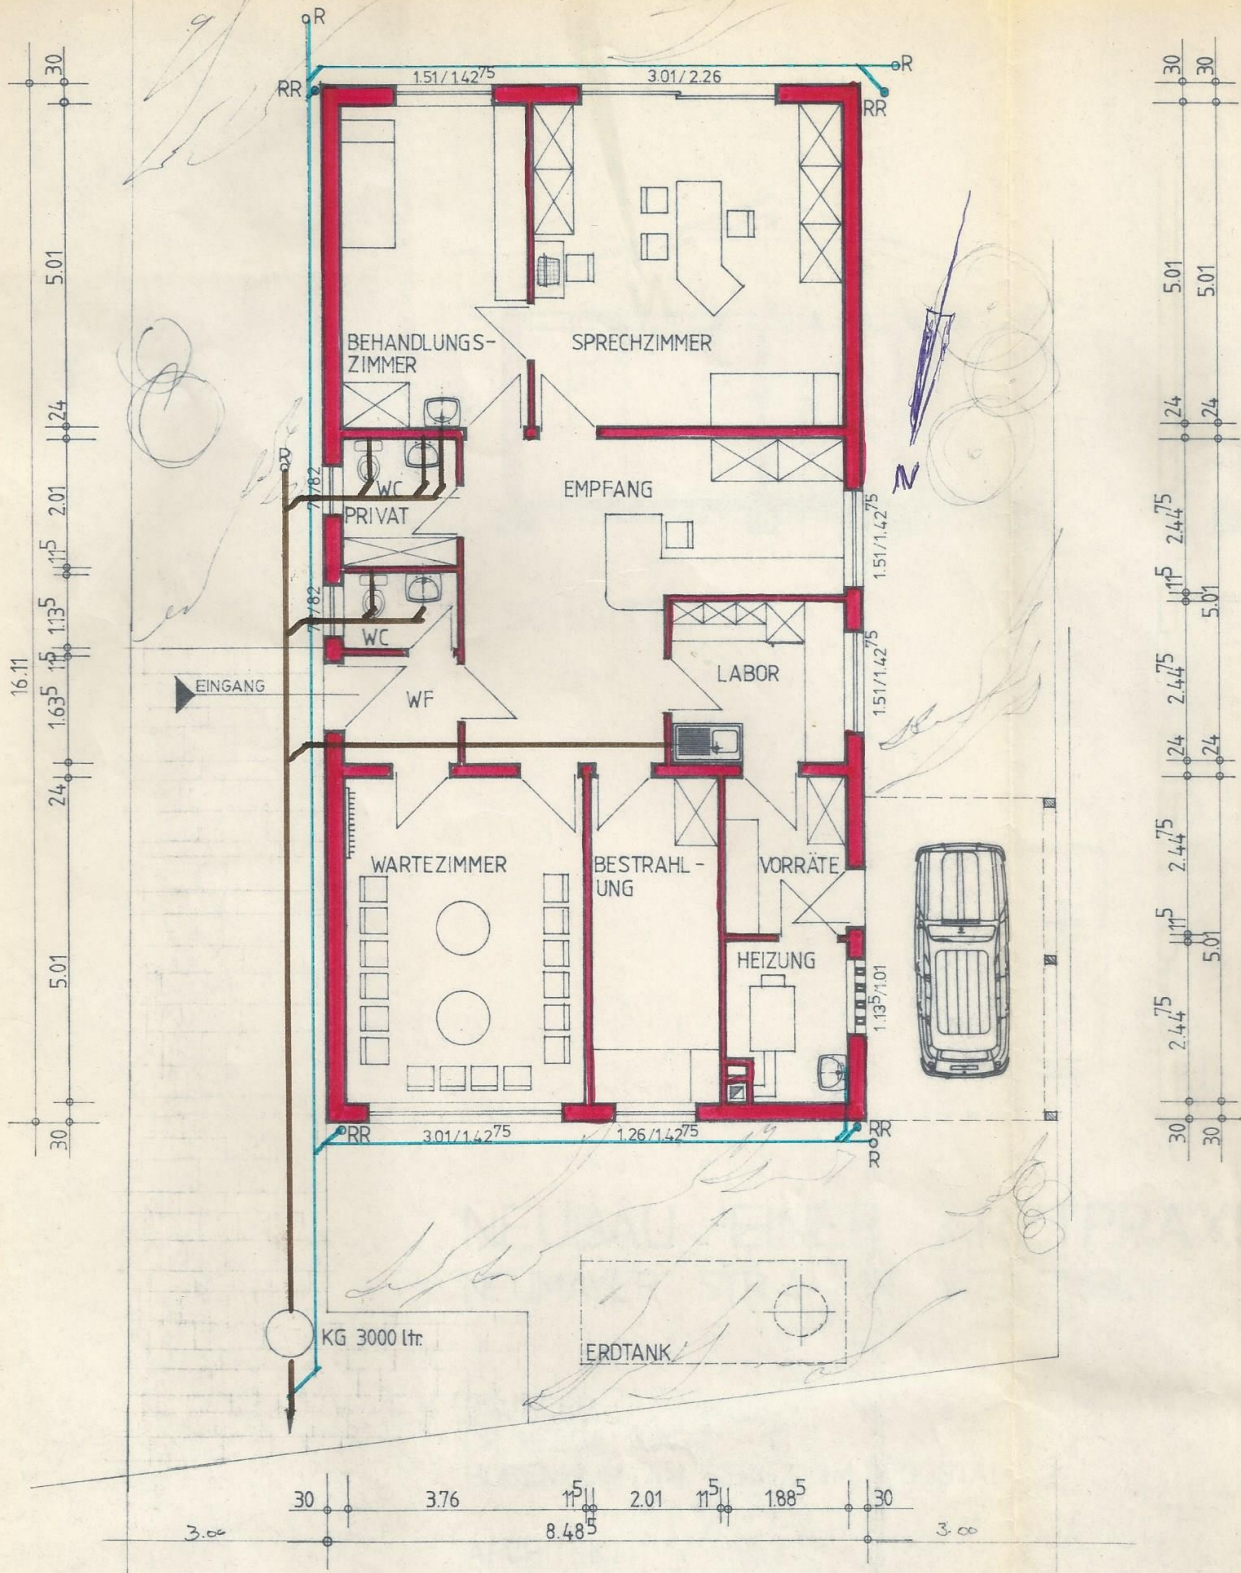 R
R
RR
1.51/1.42⁷⁵
3.01/2.26
RR
BEHANDLUNGS-
ZIMMER
SPRECHZIMMER
R
WC
PRIVAT
EMPFANG
1.51/1.42⁷⁵
N
WC
EINGANG
WF
LABOR
1.51/1.42⁷⁵
WARTEZIMMER
BESTRAHL-
UNG
VORRÄTE
HEIZUNG
1.13⁵/1.01
RR
3.01/1.42⁷⁵
1.26/1.42⁷⁵
RR
R
KG 3000 ltr.
ERDTANK
30
5.01
24
2.01
11⁵
1.13⁵
11⁵
1.63⁵
24
5.01
30
16.11
30
5.01
24
2.44⁷⁵
11⁵
2.44⁷⁵
24
2.44⁷⁵
11⁵
2.44⁷⁵
30
30
5.01
24
5.01
24
5.01
30
30
3.76
11⁵
2.01
11⁵
1.88⁵
30
3.00
8.48⁵
3.00